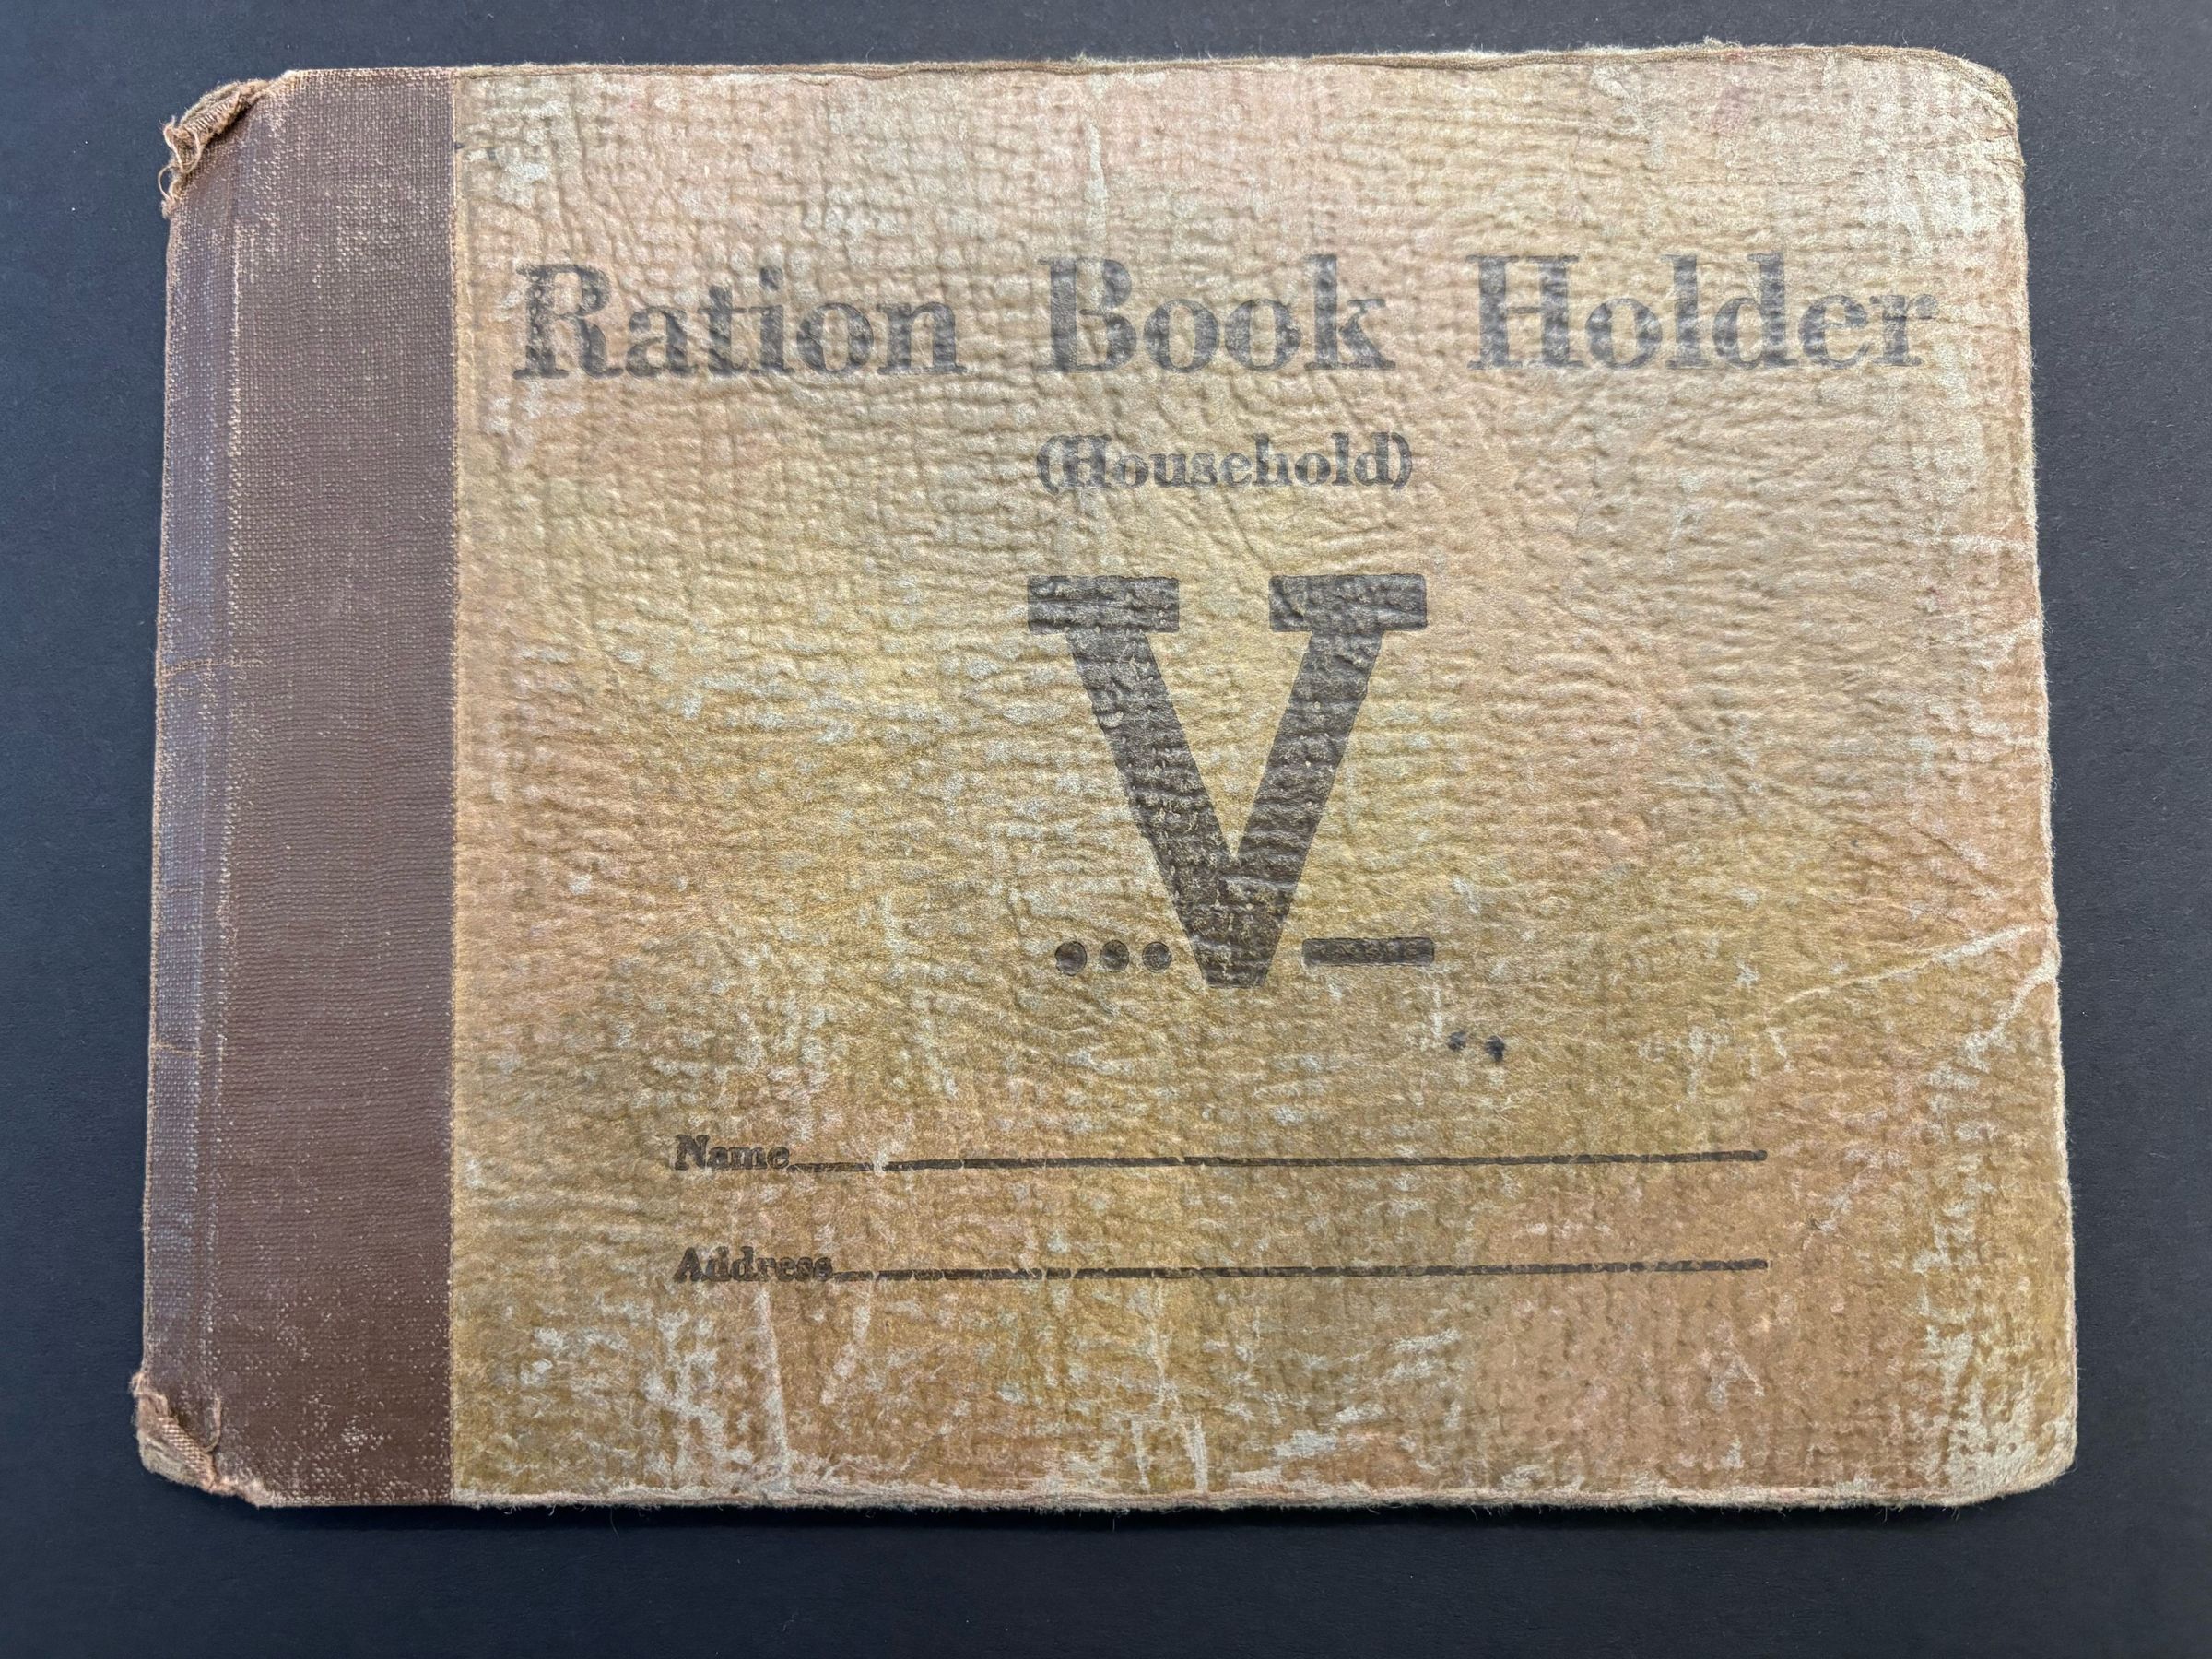 Ration Book Holder
(Household)
V
...—
Name
Address